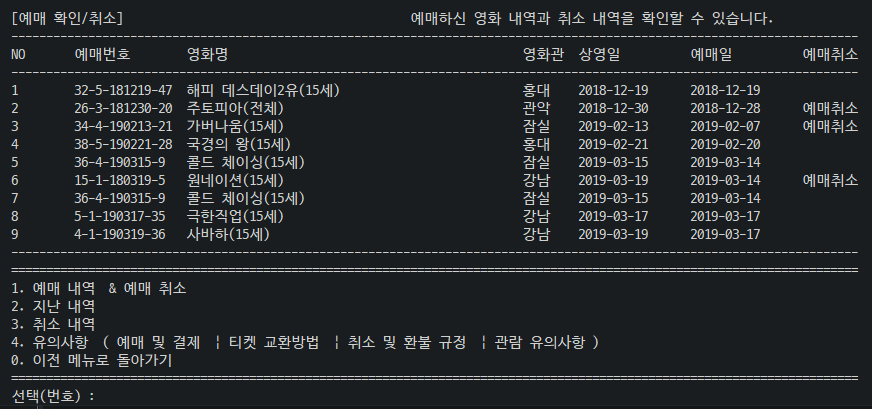 [예매 확인/취소] 예매하신 영화 내역과 취소 내역을 확인할 수 있습니다.
NO 예매번호 영화명 영화관 상영일 예매일 예매취소
1 32-5-181219-47 해피 데스데이2유(15세) 홍대 2018-12-19 2018-12-19
2 26-3-181230-20 주토피아(전체) 관악 2018-12-30 2018-12-28 예매취소
3 34-4-190213-21 가버나움(15세) 잠실 2019-02-13 2019-02-07 예매취소
4 38-5-190221-28 국경의 왕(15세) 홍대 2019-02-21 2019-02-20
5 36-4-190315-9 콜드 체이싱(15세) 잠실 2019-03-15 2019-03-14
6 15-1-180319-5 원네이션(15세) 강남 2019-03-19 2019-03-14 예매취소
7 36-4-190315-9 콜드 체이싱(15세) 잠실 2019-03-15 2019-03-14
8 5-1-190317-35 극한직업(15세) 강남 2019-03-17 2019-03-17
9 4-1-190319-36 사바하(15세) 강남 2019-03-19 2019-03-17
1. 예매 내역 & 예매 취소
2. 지난 내역
3. 취소 내역
4. 유의사항 ( 예매 및 결제 ¦ 티켓 교환방법 ¦ 취소 및 환불 규정 ¦ 관람 유의사항 )
0. 이전 메뉴로 돌아가기
선택(번호) :